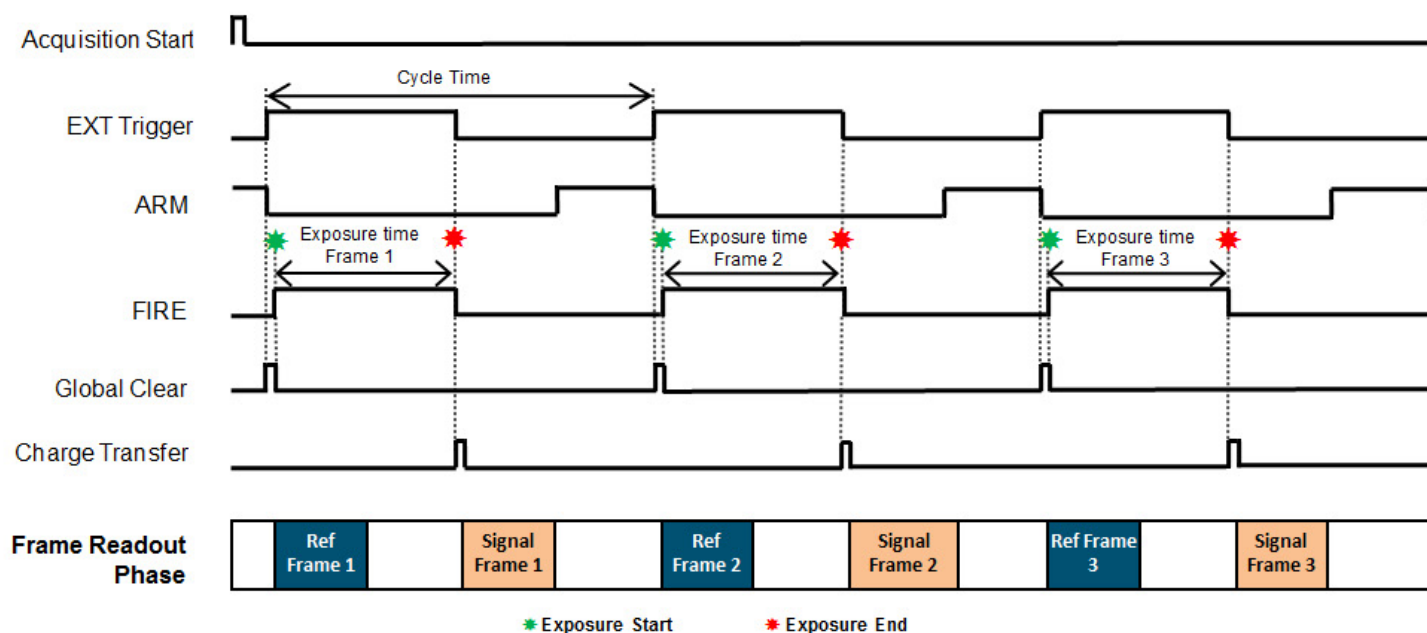 Acquisition Start
Cycle Time
EXT Trigger
ARM
Exposure time
Frame 1
Exposure time
Frame 2
Exposure time
Frame 3
FIRE
Global Clear
Charge Transfer
Frame Readout
Phase
Ref
Frame 1
Signal
Frame 1
Ref
Frame 2
Signal
Frame 2
Ref Frame
3
Signal
Frame 3
Exposure Start
Exposure End